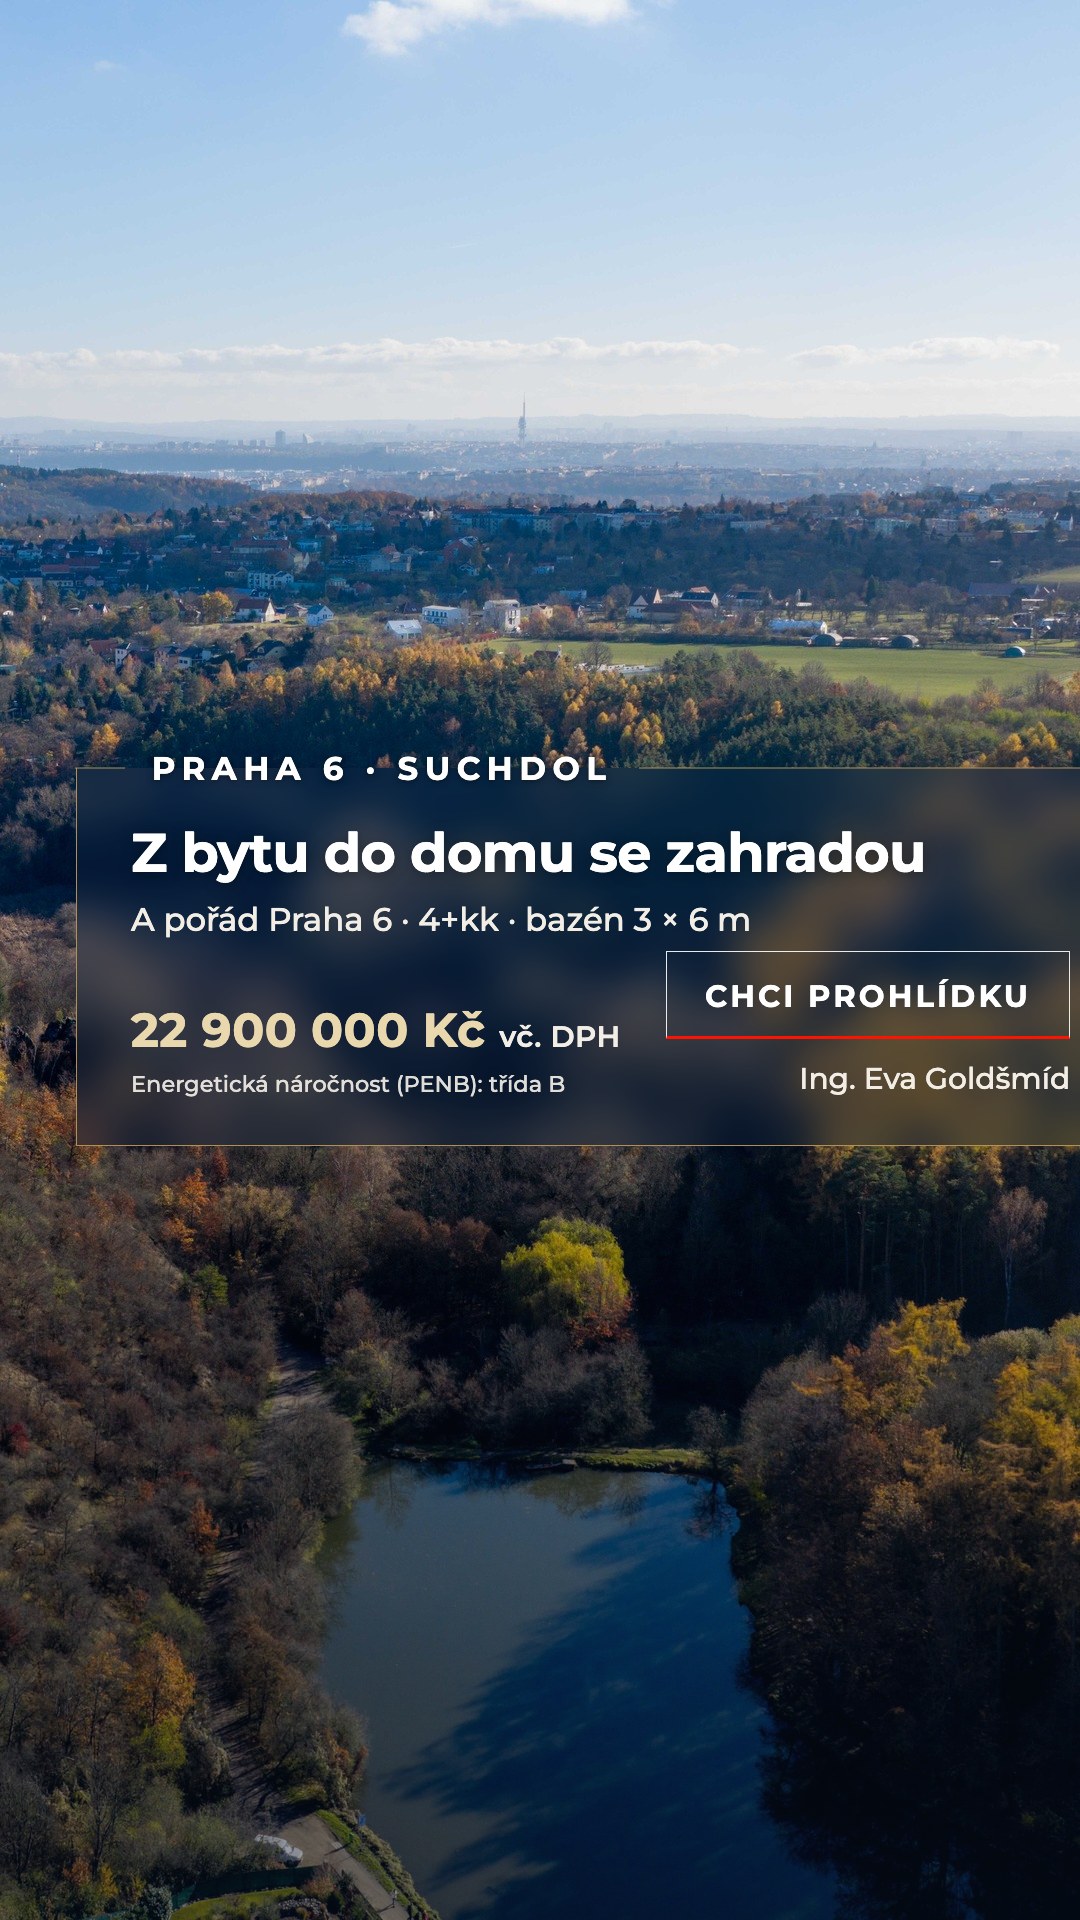 PRAHA 6 · SUCHDOL
Z bytu do domu se zahradou
A pořád Praha 6 · 4+kk · bazén 3 × 6 m
CHCI PROHLÍDKU
22 900 000 Kč vč. DPH
Energetická náročnost (PENB): třída B
Ing. Eva Goldšmíd